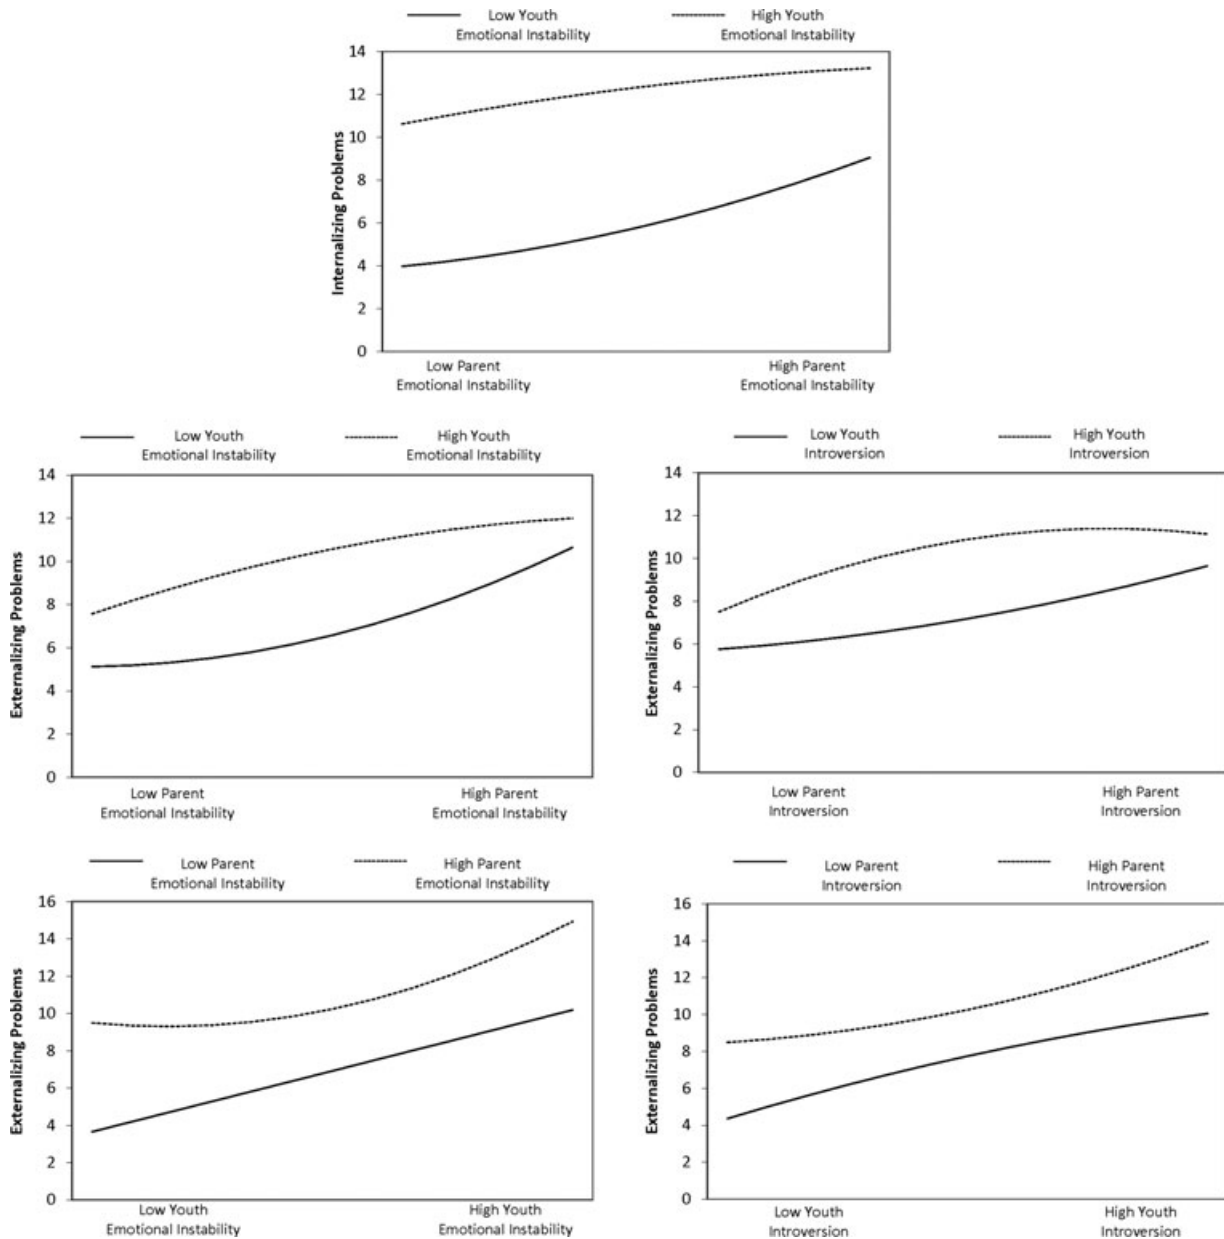 Low Youth High Youth
Emotional Instability Emotional Instability
14
12
10
8
6
4
2
0
Internalizing Problems
Low Parent High Parent
Emotional Instability Emotional Instability
Low Youth High Youth
Emotional Instability Emotional Instability
14
12
10
8
6
4
2
0
Externalizing Problems
Low Parent High Parent
Emotional Instability Emotional Instability
Low Youth High Youth
Introversion Introversion
14
12
10
8
6
4
2
0
Externalizing Problems
Low Parent High Parent
Introversion Introversion
Low Parent High Parent
Emotional Instability Emotional Instability
16
14
12
10
8
6
4
2
0
Externalizing Problems
Low Youth High Youth
Emotional Instability Emotional Instability
Low Parent High Parent
Introversion Introversion
16
14
12
10
8
6
4
2
0
Externalizing Problems
Low Youth High Youth
Introversion Introversion